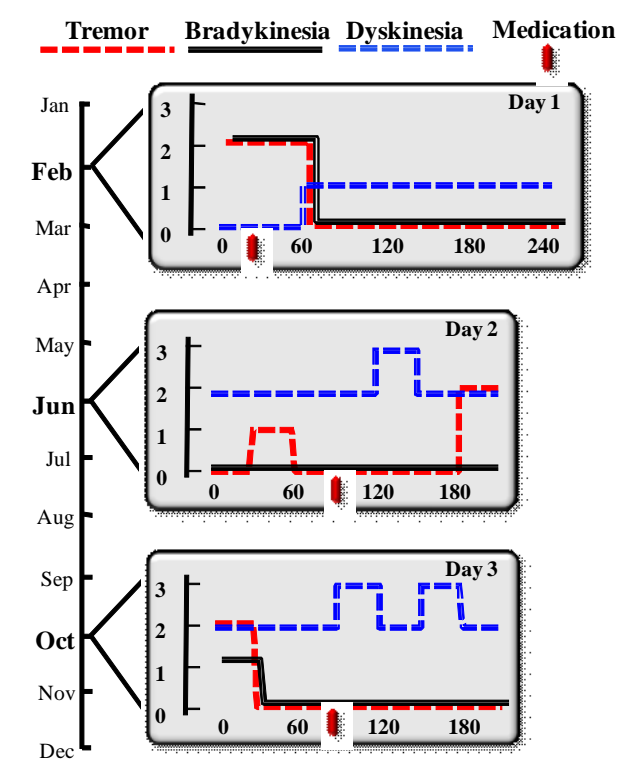 Tremor Bradykinesia Dyskinesia Medication
Jan
Feb
Mar
Apr
May
Jun
Jul
Aug
Sep
Oct
Nov
Dec
Day 1
3
2
1
0
0 60 120 180 240
Day 2
3
2
1
0
0 60 120 180
Day 3
3
2
1
0
0 60 120 180